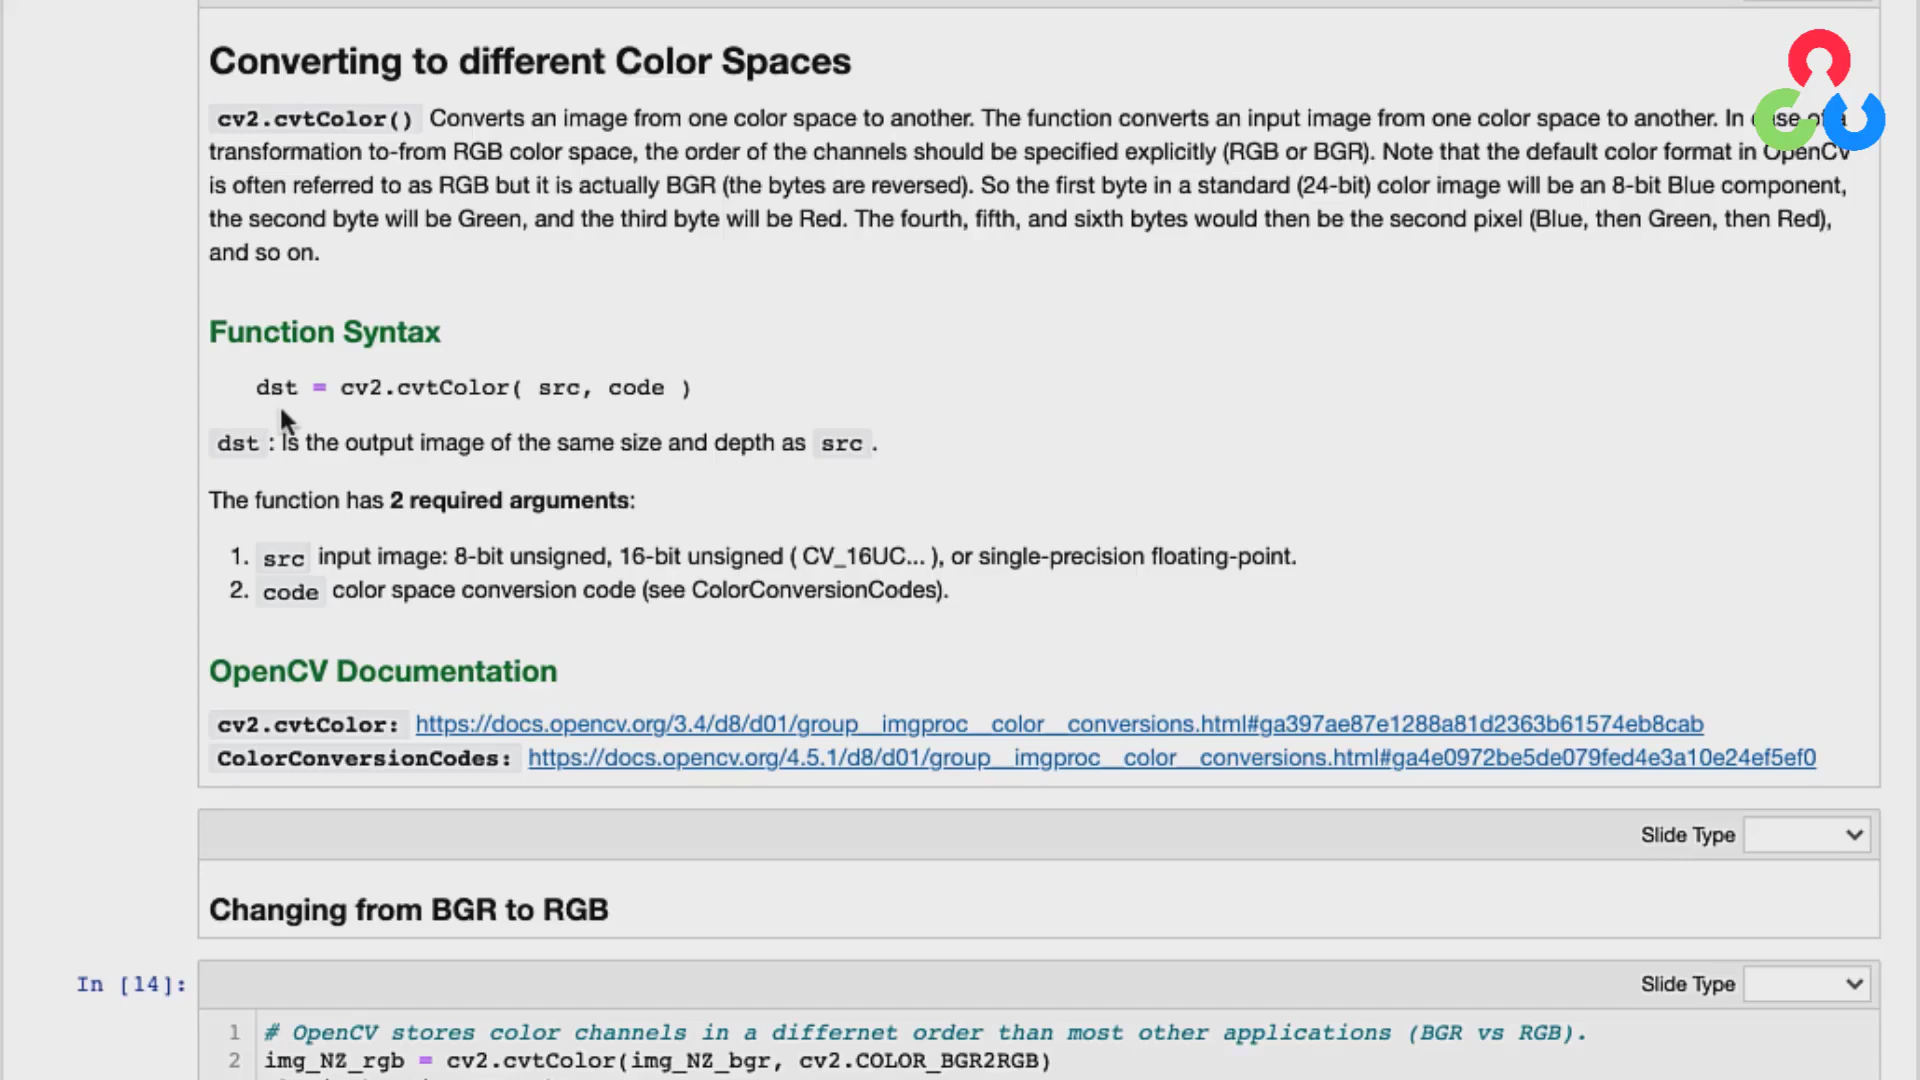 Converting to different Color Spaces
cv2.cvtColor() Converts an image from one color space to another. The function converts an input image from one color space to another. In case of a
transformation to-from RGB color space, the order of the channels should be specified explicitly (RGB or BGR). Note that the default color format in OpenCV
is often referred to as RGB but it is actually BGR (the bytes are reversed). So the first byte in a standard (24-bit) color image will be an 8-bit Blue component,
the second byte will be Green, and the third byte will be Red. The fourth, fifth, and sixth bytes would then be the second pixel (Blue, then Green, then Red),
and so on.
Function Syntax
dst = cv2.cvtColor( src, code )
dst : Is the output image of the same size and depth as src .
The function has 2 required arguments:
1. src input image: 8-bit unsigned, 16-bit unsigned ( CV_16UC... ), or single-precision floating-point.
2. code color space conversion code (see ColorConversionCodes).
OpenCV Documentation
cv2.cvtColor: https://docs.opencv.org/3.4/d8/d01/group__imgproc__color__conversions.html#ga397ae87e1288a81d2363b61574eb8cab
ColorConversionCodes: https://docs.opencv.org/4.5.1/d8/d01/group__imgproc__color__conversions.html#ga4e0972be5de079fed4e3a10e24ef5ef0
Slide Type
Changing from BGR to RGB
In [14]:
Slide Type
1 # OpenCV stores color channels in a differnet order than most other applications (BGR vs RGB).
2 img_NZ_rgb = cv2.cvtColor(img_NZ_bgr, cv2.COLOR_BGR2RGB)